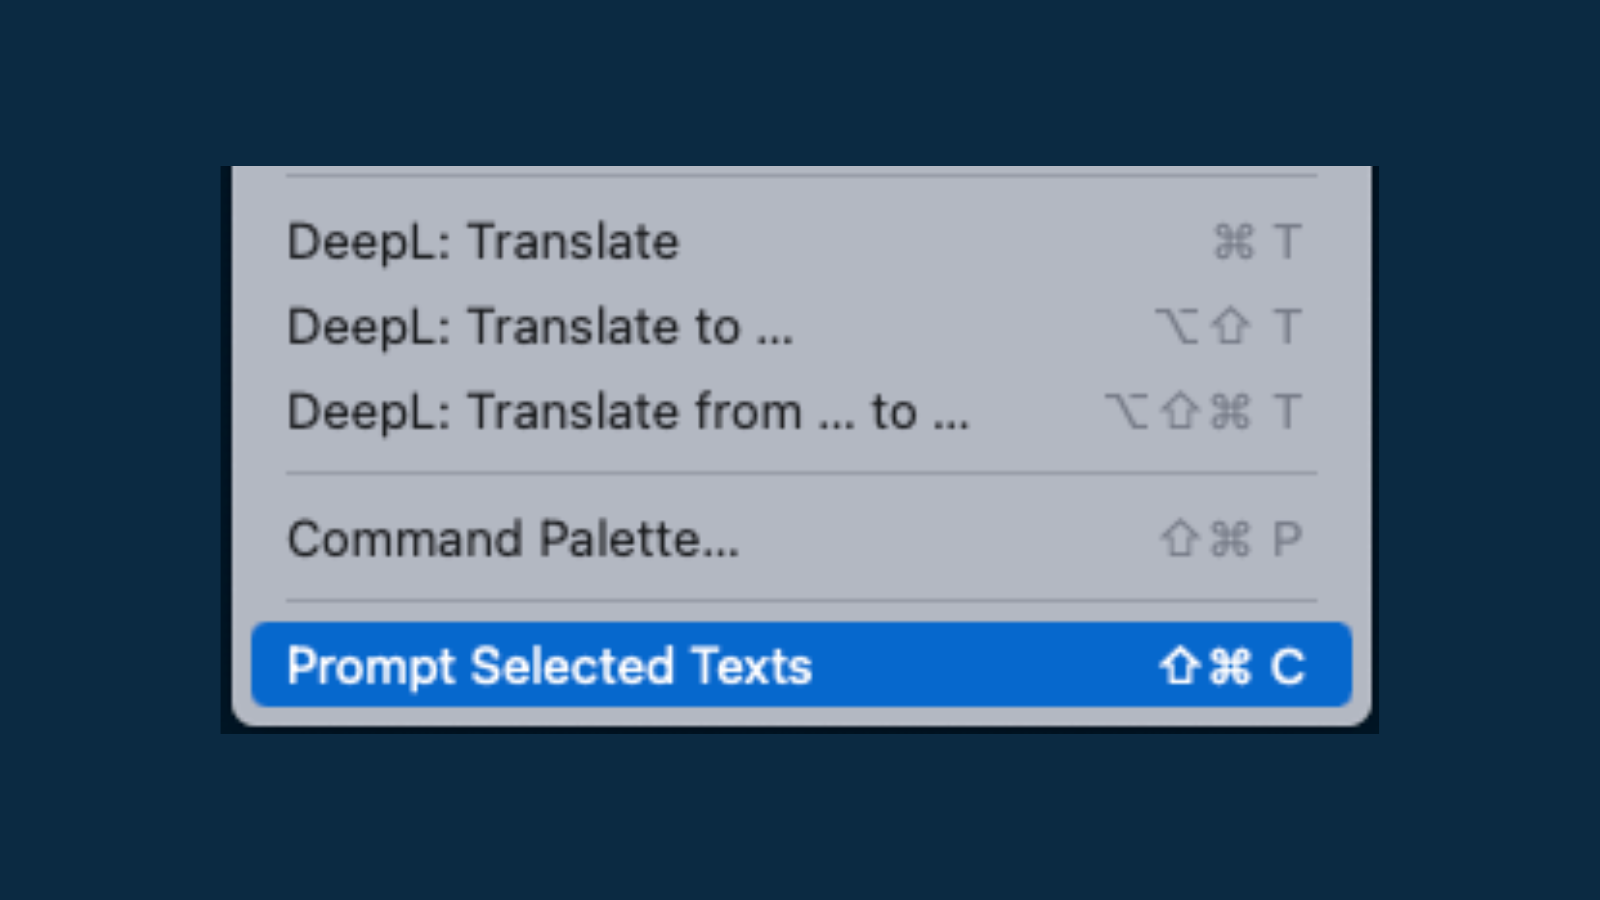 DeepL: Translate ⌘ T
DeepL: Translate to ... ⌥⇧ T
DeepL: Translate from ... to ... ⌥⇧⌘ T
Command Palette... ⇧⌘ P
Prompt Selected Texts ⇧⌘ C